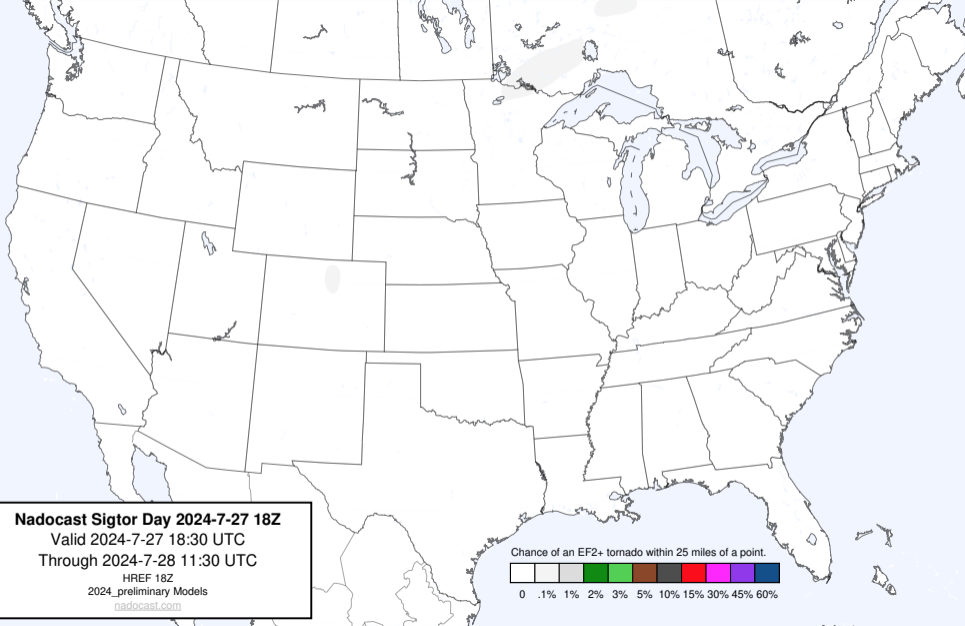 Nadocast Sigtor Day 2024-7-27 18Z
Valid 2024-7-27 18:30 UTC
Through 2024-7-28 11:30 UTC
HREF 18Z
2024_preliminary Models
nadocast.com
Chance of an EF2+ tornado within 25 miles of a point.
0 .1% 1% 2% 3% 5% 10% 15% 30% 45% 60%